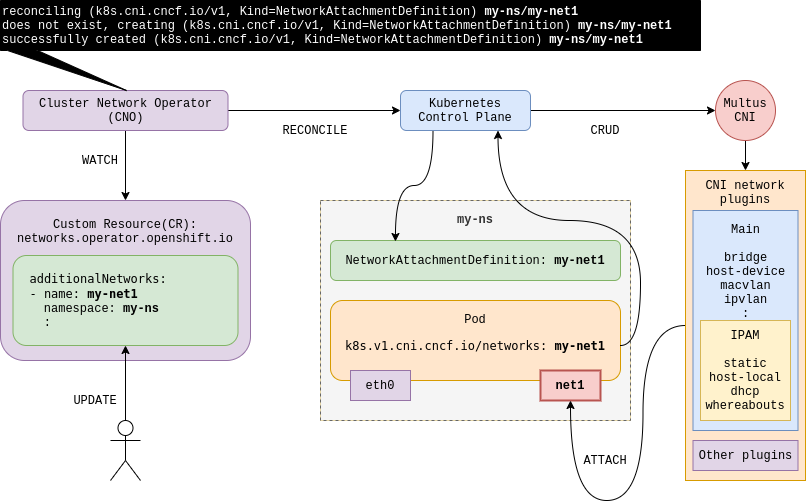 reconciling (k8s.cni.cncf.io/v1, Kind=NetworkAttachmentDefinition) my-ns/my-net1
does not exist, creating (k8s.cni.cncf.io/v1, Kind=NetworkAttachmentDefinition) my-ns/my-net1
successfully created (k8s.cni.cncf.io/v1, Kind=NetworkAttachmentDefinition) my-ns/my-net1
Cluster Network Operator
(CNO)
RECONCILE
Kubernetes
Control Plane
CRUD
Multus
CNI
WATCH
Custom Resource(CR):
networks.operator.openshift.io
additionalNetworks:
- name: my-net1
namespace: my-ns
:
UPDATE
my-ns
NetworkAttachmentDefinition: my-net1
Pod
k8s.v1.cni.cncf.io/networks: my-net1
eth0
net1
ATTACH
CNI network
plugins
Main
bridge
host-device
macvlan
ipvlan
:
IPAM
static
host-local
dhcp
whereabouts
Other plugins